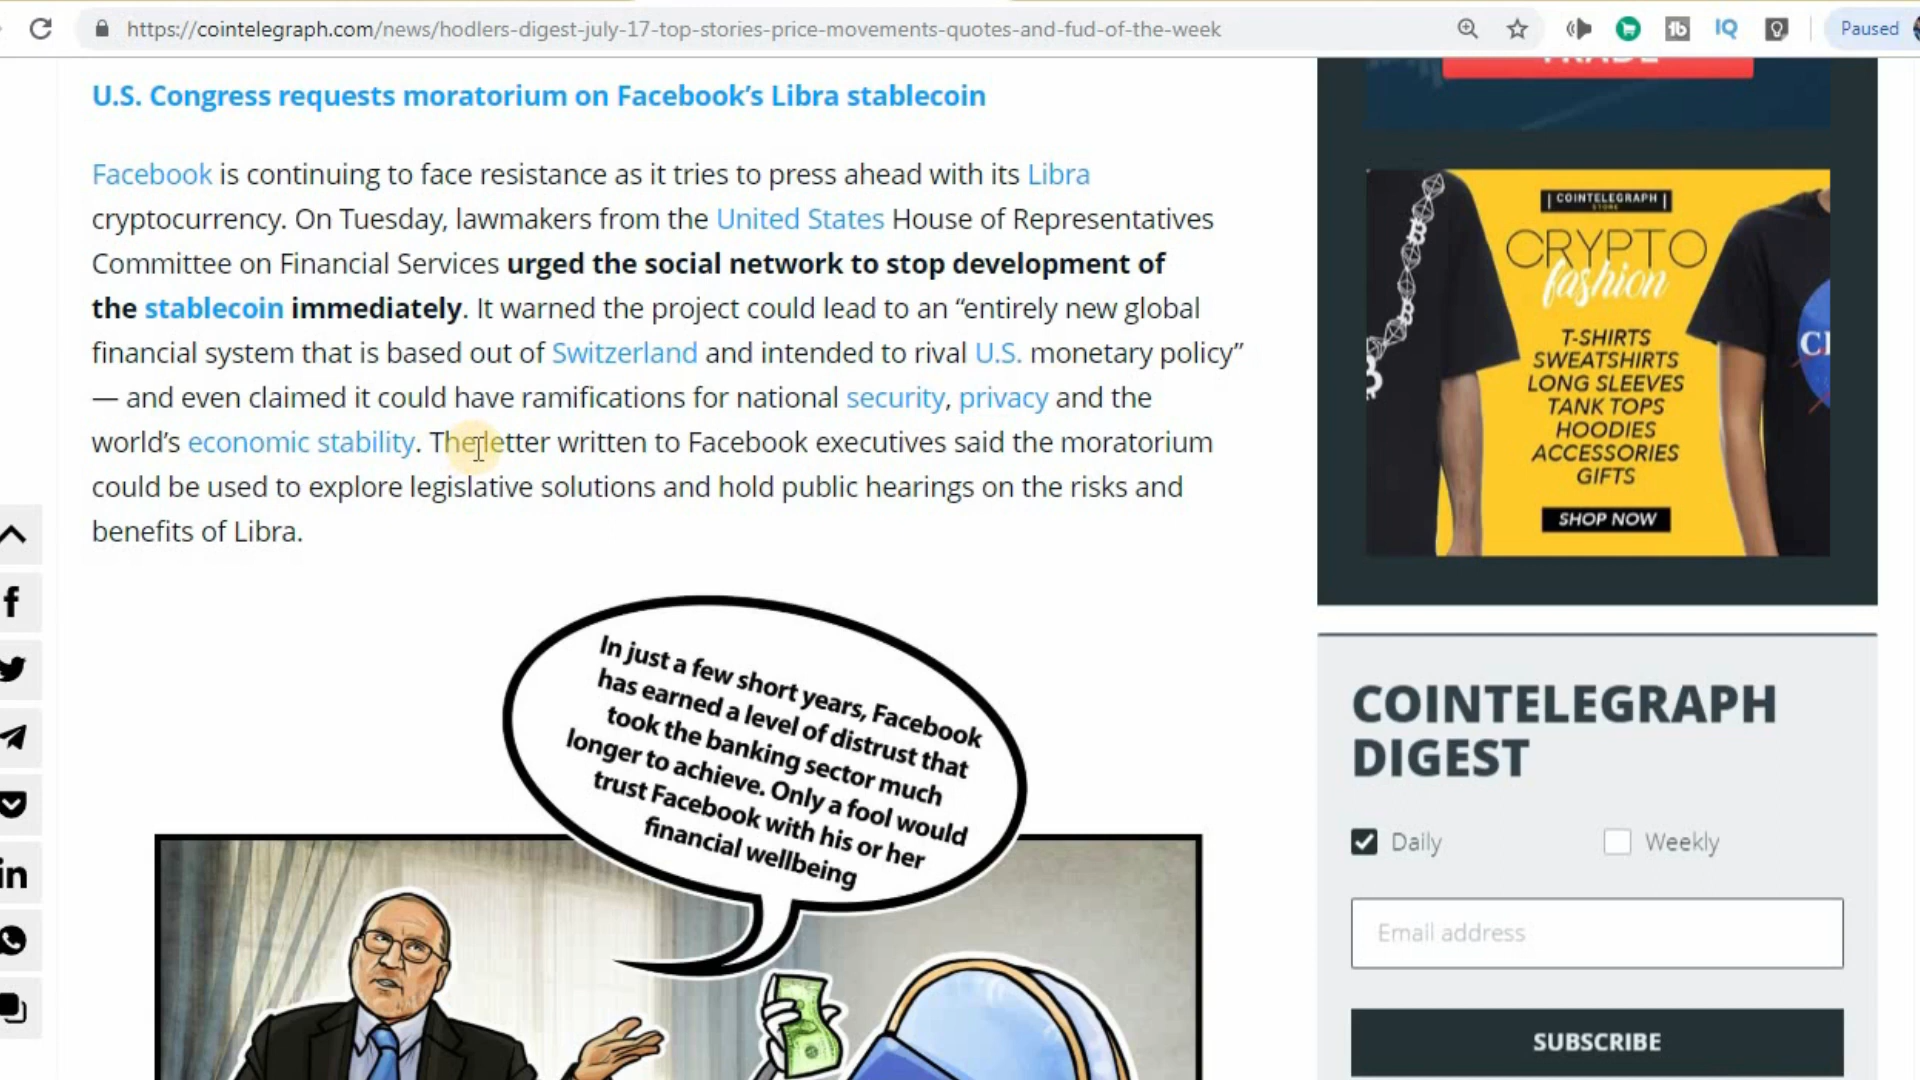 https://cointelegraph.com/news/hodlers-digest-july-17-top-stories-price-movements-quotes-and-fud-of-the-week
Paused
U.S. Congress requests moratorium on Facebook’s Libra stablecoin
Facebook is continuing to face resistance as it tries to press ahead with its Libra
cryptocurrency. On Tuesday, lawmakers from the United States House of Representatives
Committee on Financial Services urged the social network to stop development of
the stablecoin immediately. It warned the project could lead to an “entirely new global
financial system that is based out of Switzerland and intended to rival U.S. monetary policy”
— and even claimed it could have ramifications for national security, privacy and the
world’s economic stability. The letter written to Facebook executives said the moratorium
could be used to explore legislative solutions and hold public hearings on the risks and
benefits of Libra.
In just a few short years, Facebook
has earned a level of distrust that
took the banking sector much
longer to achieve. Only a fool would
trust Facebook with his or her
financial wellbeing
TRADE
COINTELEGRAPH
STORE
CRYPTO
fashion
T-SHIRTS
SWEATSHIRTS
LONG SLEEVES
TANK TOPS
HOODIES
ACCESSORIES
GIFTS
SHOP NOW
COINTELEGRAPH
DIGEST
Daily
Weekly
Email address
SUBSCRIBE